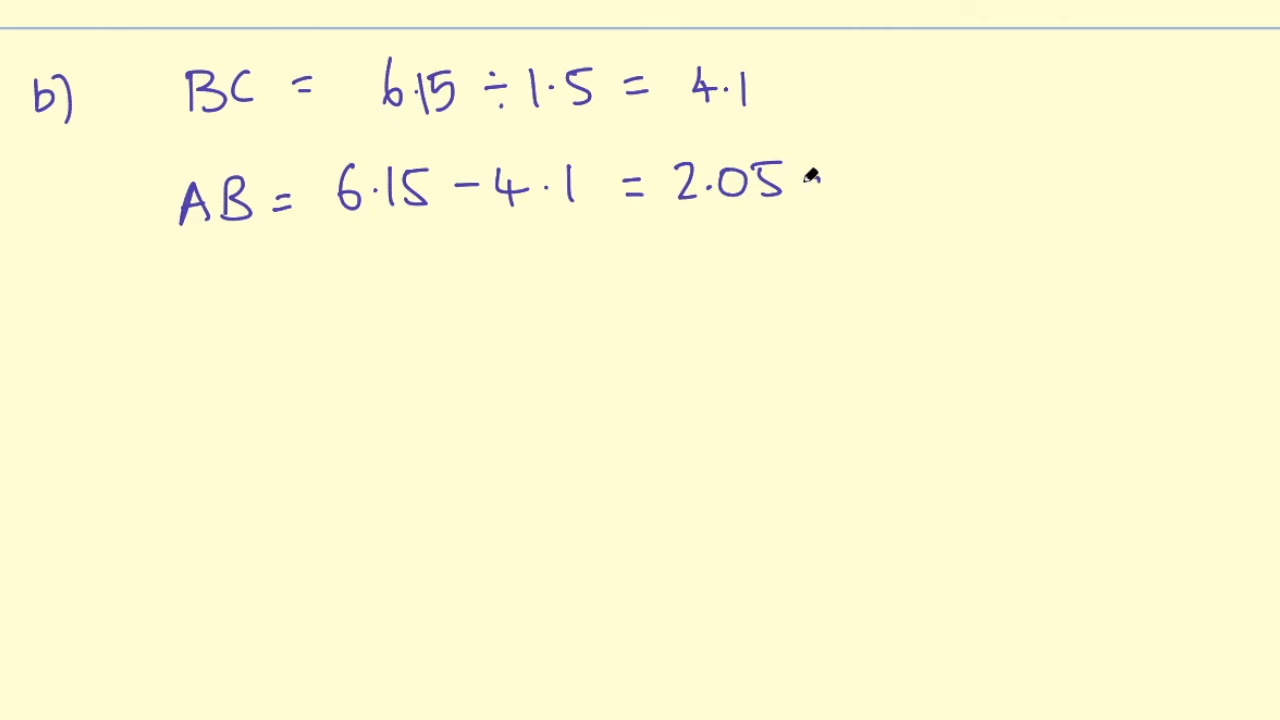 b) BC = 6.15 ÷ 1.5 = 4.1
AB = 6.15 - 4.1 = 2.05